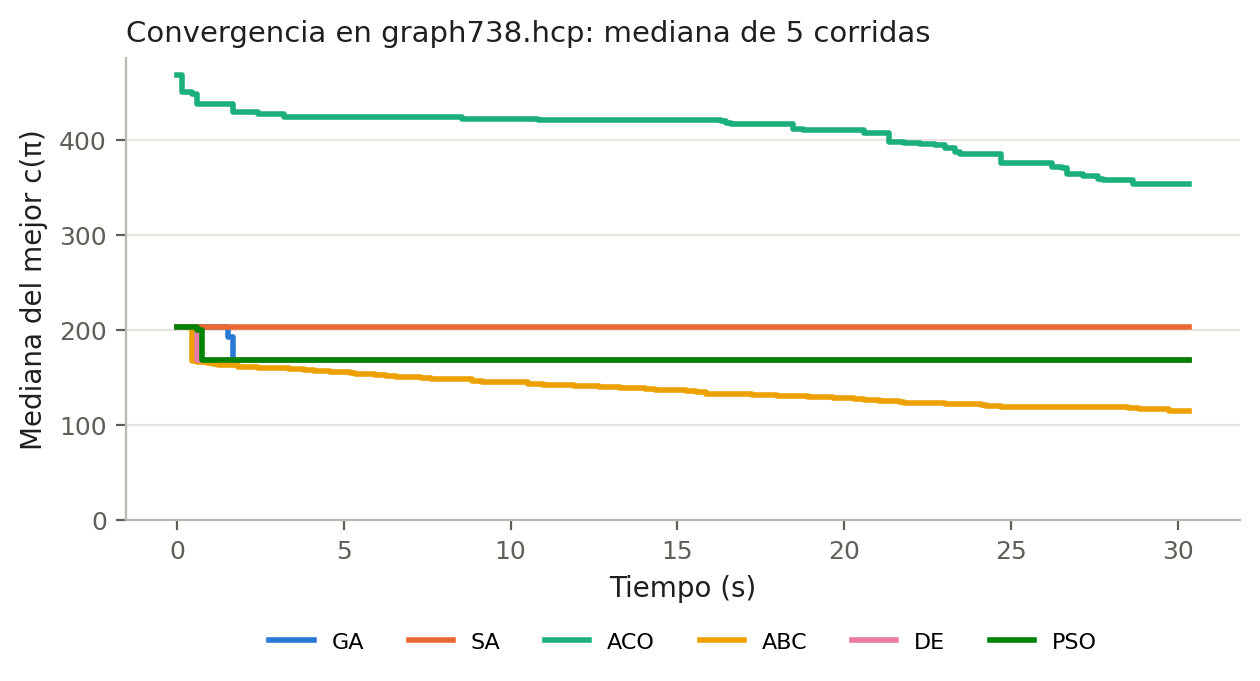 Convergencia en graph738.hcp: mediana de 5 corridas
Mediana del mejor c(π)
400
300
200
100
0
0 5 10 15 20 25 30
Tiempo (s)
GA SA ACO ABC DE PSO